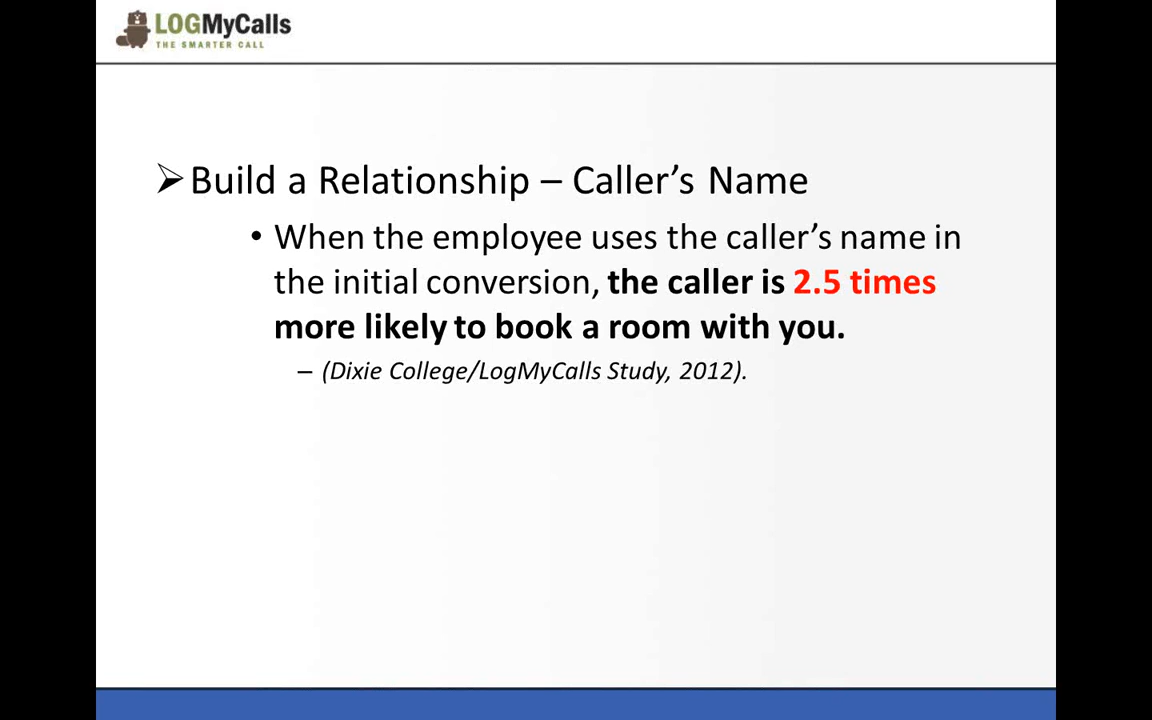 LOGMyCalls
THE SMARTER CALL
➢Build a Relationship – Caller's Name
• When the employee uses the caller's name in
the initial conversion, the caller is 2.5 times
more likely to book a room with you.
– (Dixie College/LogMyCalls Study, 2012).